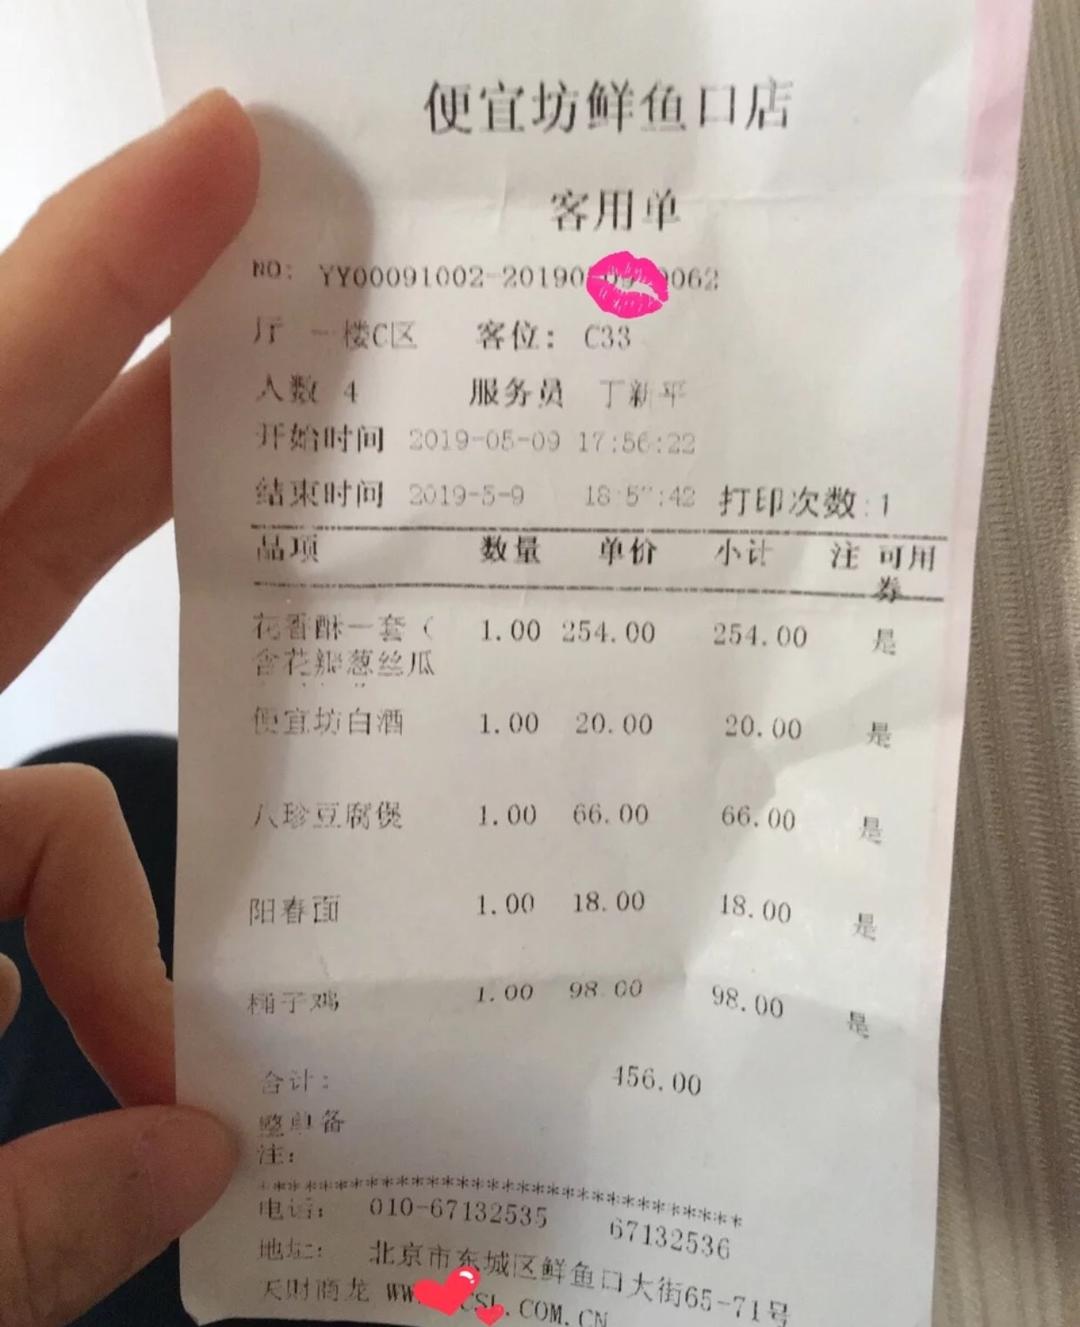 便宜坊鲜鱼口店
客用单
NO: YY00091002-20190 0062
厅 一楼C区 客位: C33
人数 4 服务员 丁新平
开始时间 2019-05-09 17:56:22
结束时间 2019-5-9 18:5 :42 打印次数:1
品项 数量 单价 小计 注 可用券
花香酥一套( 1.00 254.00 254.00 是
含花瓣葱丝瓜
便宜坊白酒 1.00 20.00 20.00 是
八珍豆腐煲 1.00 66.00 66.00 是
阳春面 1.00 18.00 18.00 是
桶子鸡 1.00 98.00 98.00 是
合计: 456.00
整单备
注:
******************************
电话: 010-67132535 67132536
地址: 北京市东城区鲜鱼口大街65-71号
天财商龙 WW CSL.COM.CN